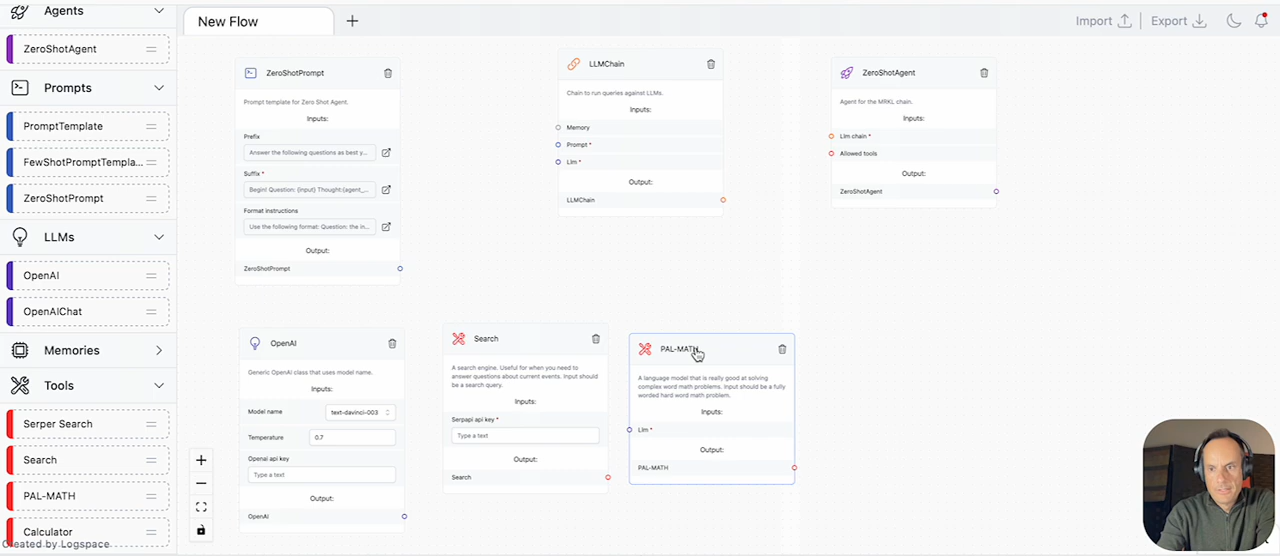 Agents
ZeroShotAgent
Prompts
PromptTemplate
FewShotPromptTempla...
ZeroShotPrompt
LLMs
OpenAI
OpenAIChat
Memories
Tools
Serper Search
Search
PAL-MATH
Calculator
Created by Logspace
New Flow
Import
Export
ZeroShotPrompt
Prompt template for Zero Shot Agent.
Inputs:
Prefix
Answer the following questions as best y...
Suffix *
Begin! Question: {input} Thought:{agent_...
Format instructions
Use the following format: Question: the in...
Output:
ZeroShotPrompt
LLMChain
Chain to run queries against LLMs.
Inputs:
Memory
Prompt *
Llm *
Output:
LLMChain
ZeroShotAgent
Agent for the MRKL chain.
Inputs:
Llm chain *
Allowed tools
Output:
ZeroShotAgent
OpenAI
Generic OpenAI class that uses model name.
Inputs:
Model name
text-davinci-003
Temperature
0.7
Openai api key
Type a text
Output:
OpenAI
Search
A search engine. Useful for when you need to
answer questions about current events. Input should
be a search query.
Inputs:
Serpapi api key *
Type a text
Output:
Search
PAL-MATH
A language model that is really good at solving
complex word math problems. Input should be a fully
worded hard word math problem.
Inputs:
Llm *
Output:
PAL-MATH